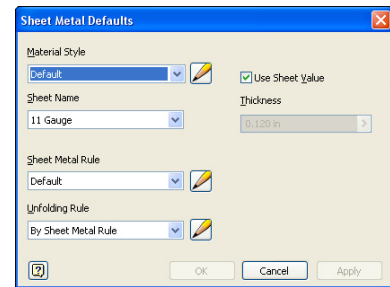 Sheet Metal Defaults
Material Style
Default
Use Sheet Value
Sheet Name
Thickness
11 Gauge
0.120 in
Sheet Metal Rule
Default
Unfolding Rule
By Sheet Metal Rule
OK
Cancel
Apply